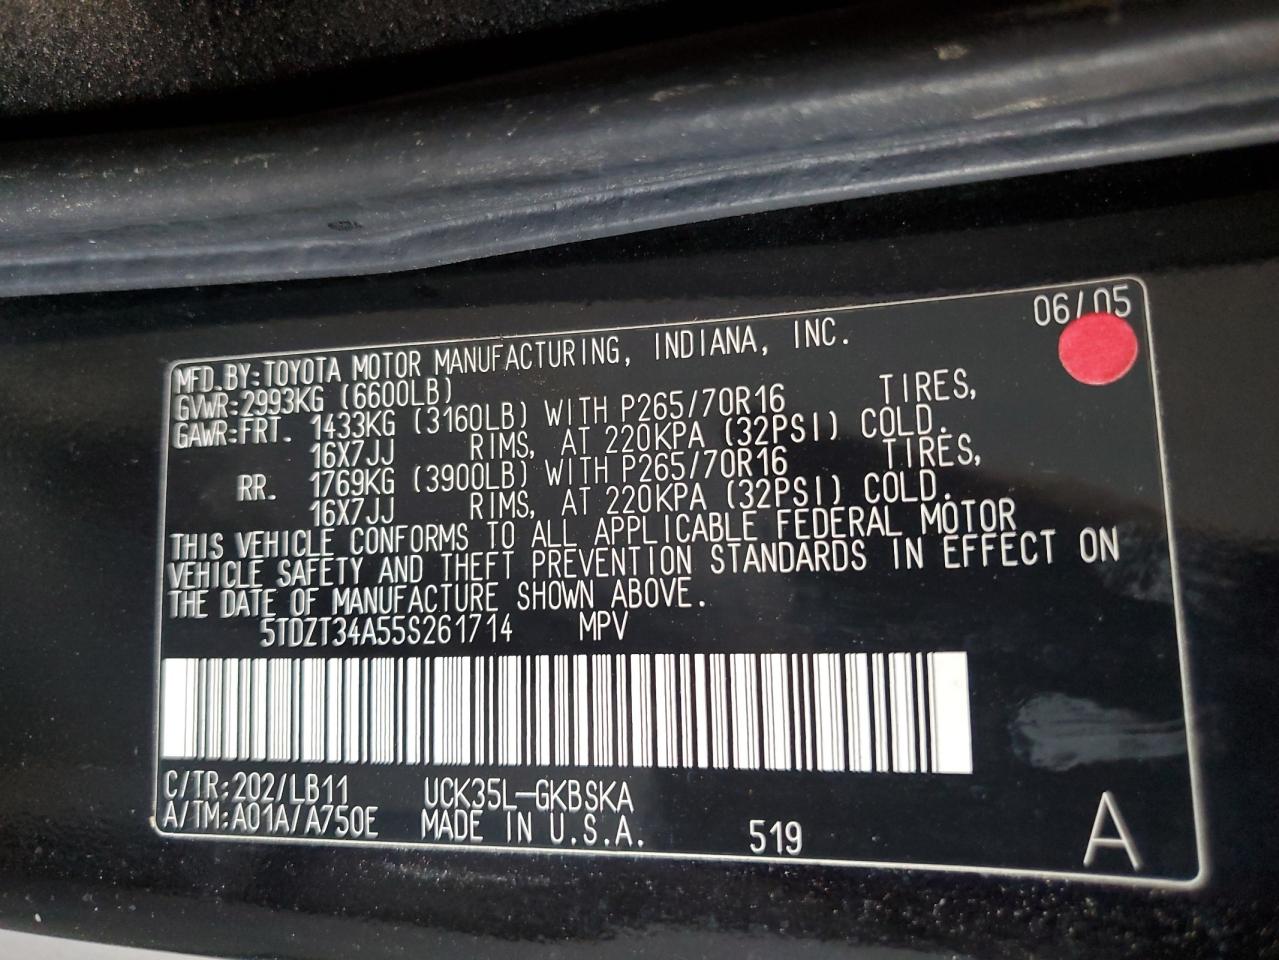 06/05
MFD.BY:TOYOTA MOTOR MANUFACTURING, INDIANA, INC.
GVWR:2993KG (6600LB)
GAWR:FRT. 1433KG (3160LB) WITH P265/70R16 TIRES,
16X7JJ RIMS, AT 220KPA (32PSI) COLD.
RR. 1769KG (3900LB) WITH P265/70R16 TIRES,
16X7JJ RIMS, AT 220KPA (32PSI) COLD.
THIS VEHICLE CONFORMS TO ALL APPLICABLE FEDERAL MOTOR
VEHICLE SAFETY AND THEFT PREVENTION STANDARDS IN EFFECT ON
THE DATE OF MANUFACTURE SHOWN ABOVE.
5TDZT34A55S261714 MPV
C/TR:202/LB11 UCK35L-GKBSKA
A/TM:A01A/A750E MADE IN U.S.A. 519 A